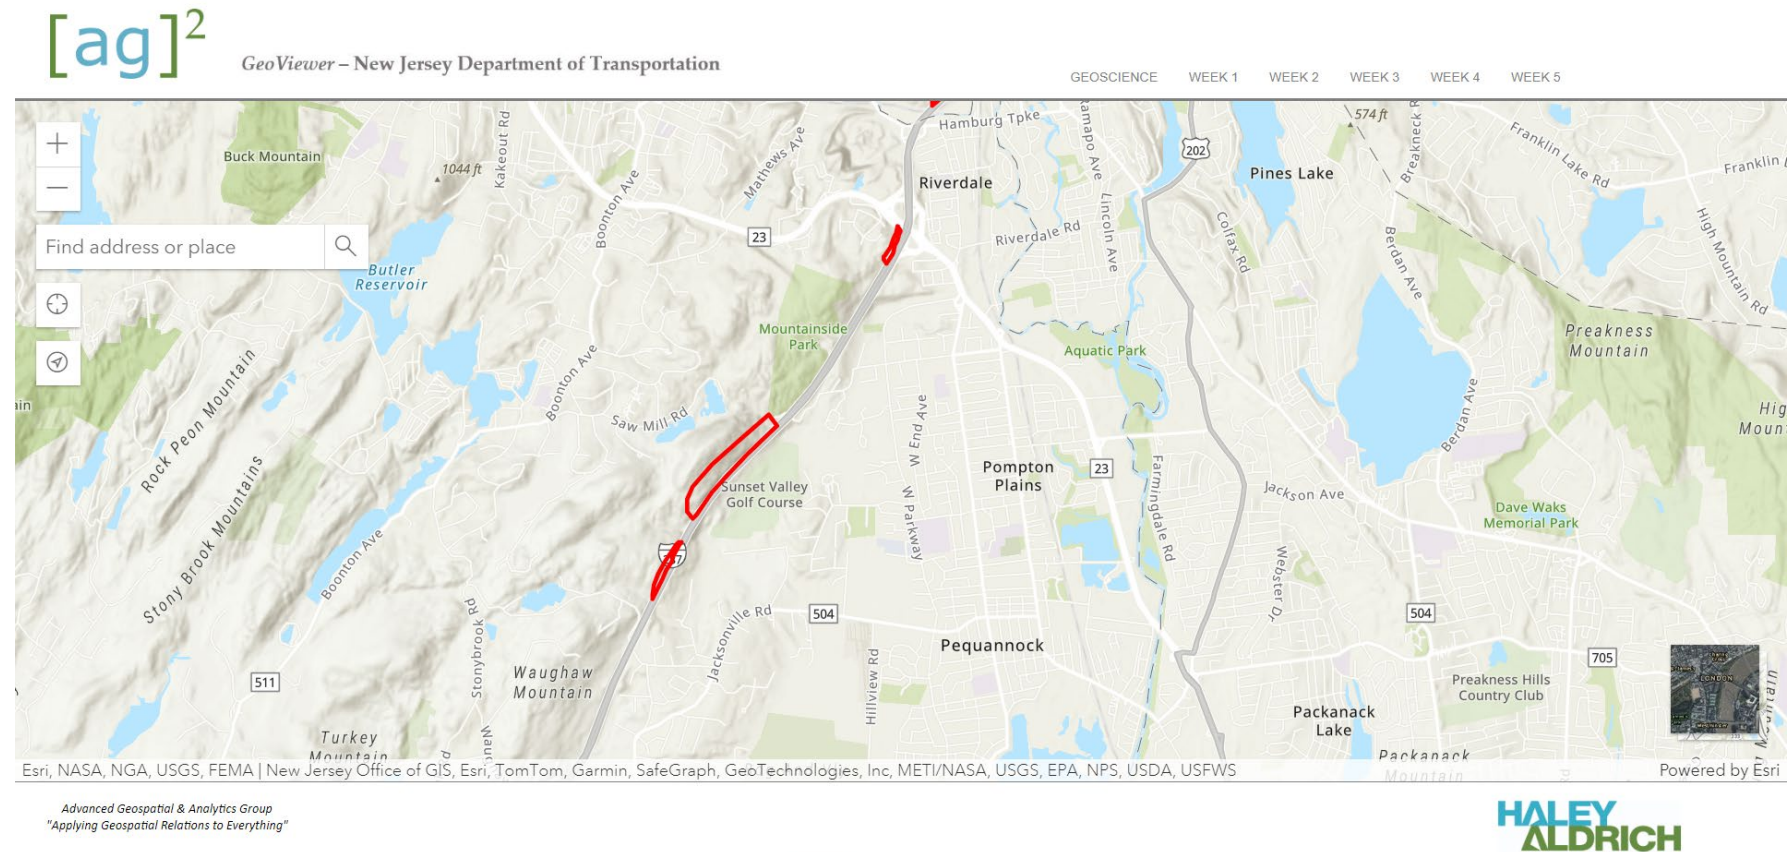 [ag]²
GeoViewer – New Jersey Department of Transportation
GEOSCIENCE WEEK 1 WEEK 2 WEEK 3 WEEK 4 WEEK 5
Find address or place
Buck Mountain
1044 ft
Kakeout Rd
Boonton Ave
Mathews Ave
Hamburg Tpke
Ramapo Ave
202
Pines Lake
574 ft
Breakneck R
Franklin Lake Rd
Franklin L
Riverdale
Lincoln Ave
Riverdale Rd
23
Colfax Rd
Berdan Ave
High Mountain Rd
Butler
Reservoir
Mountainside
Park
Aquatic Park
Preakness
Mountain
ain
Rock Peon Mountain
Boonton Ave
Saw Mill Rd
W End Ave
Berdan Ave
Hig
Moun
Stony Brook Mountains
Sunset Valley
Golf Course
Pompton
Plains
23
Farmingdale Rd
Jackson Ave
Dave Waks
Memorial Park
Boonton Ave
W Parkway
Webster Dr
Stonybrook Rd
Jacksonville Rd
504
504
Pequannock
705
511
Waughaw
Mountain
Hillview Rd
Preakness Hills
Country Club
LONDON
Packanack
Lake
Turkey
Mountain
Packanack
Mountain
Esri, NASA, NGA, USGS, FEMA | New Jersey Office of GIS, Esri, TomTom, Garmin, SafeGraph, GeoTechnologies, Inc, METI/NASA, USGS, EPA, NPS, USDA, USFWS
Powered by Esri
Advanced Geospatial & Analytics Group
"Applying Geospatial Relations to Everything"
HALEY
ALDRICH